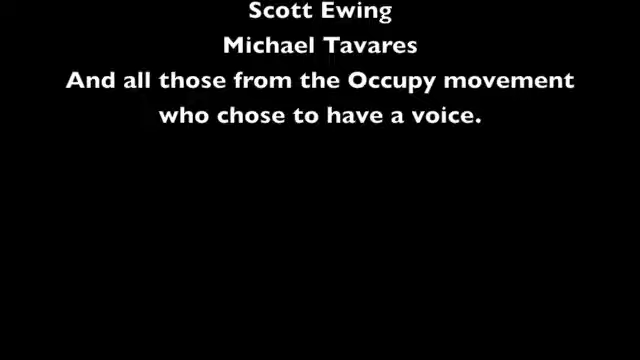 Scott Ewing
Michael Tavares
And all those from the Occupy movement
who chose to have a voice.